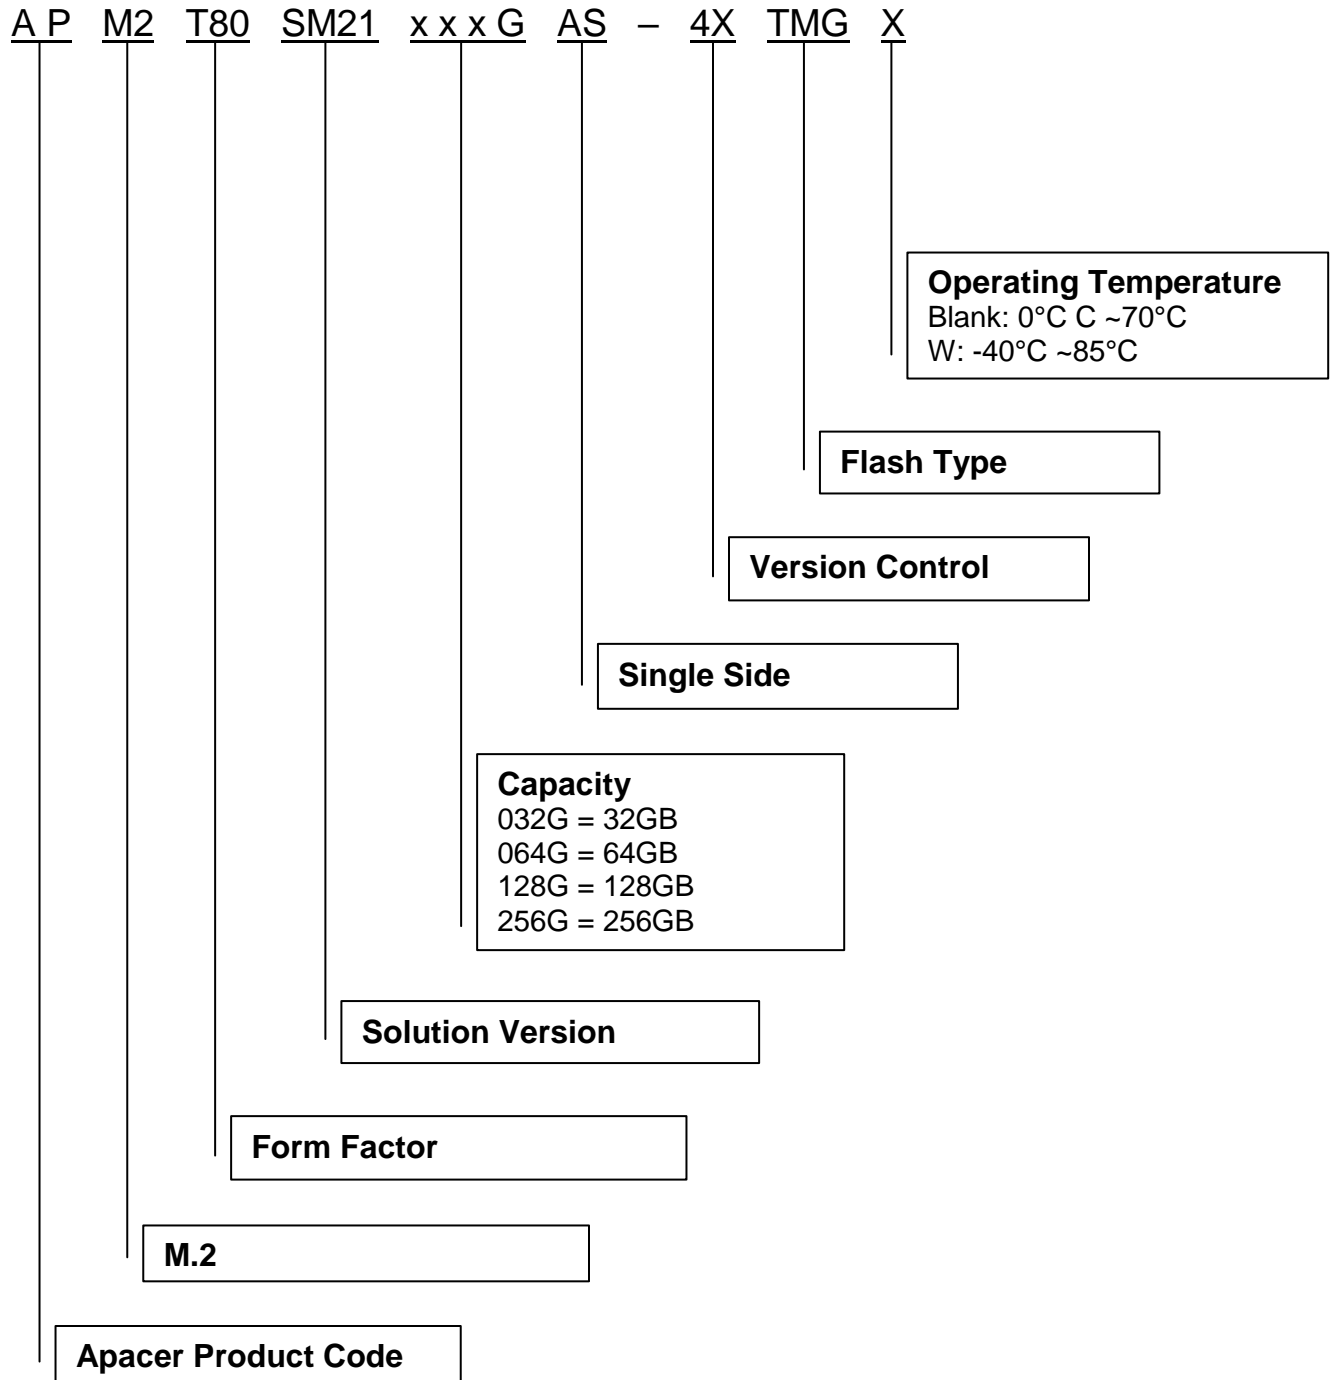 A P M2 T80 SM21 x x x G AS – 4X TMG X
Operating Temperature
Blank: 0°C C ~70°C
W: -40°C ~85°C
Flash Type
Version Control
Single Side
Capacity
032G = 32GB
064G = 64GB
128G = 128GB
256G = 256GB
Solution Version
Form Factor
M.2
Apacer Product Code